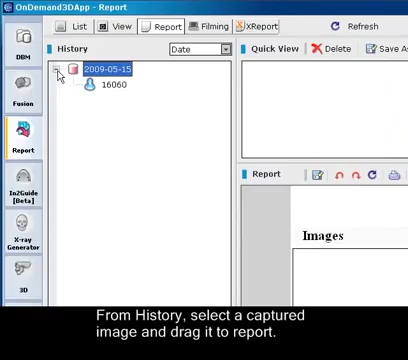 OnDemand3DApp - Report
List View Report Filming XReport Refresh
DBM
Fusion
Report
In2Guide
[Beta]
X-ray
Generator
3D
History Date
2009-05-15
16060
Quick View Delete Save As
Report
Images
From History, select a captured
image and drag it to report.